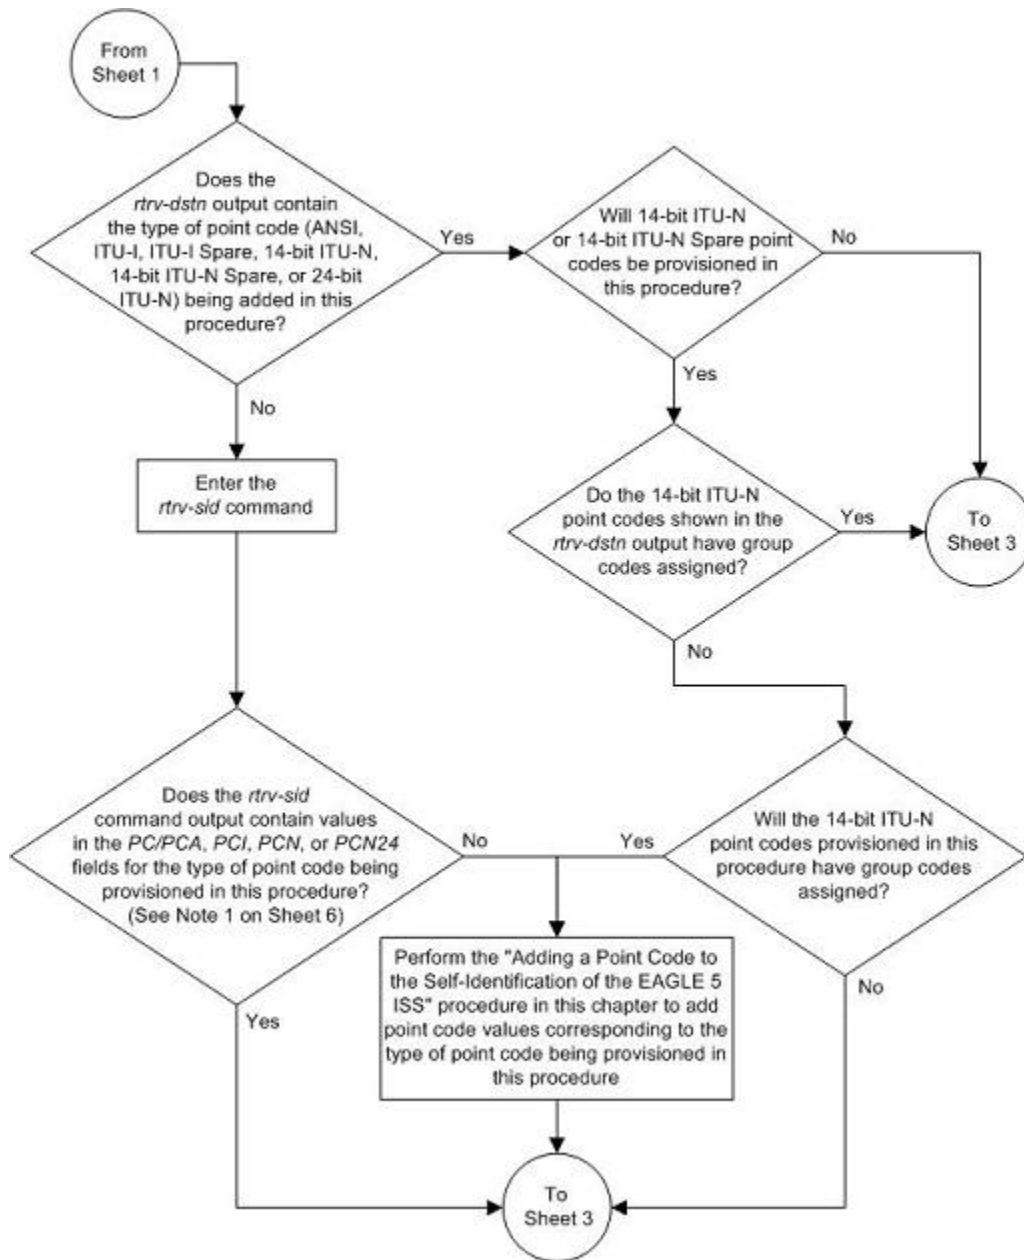 From
Sheet 1
Does the
rtrv-dstn output contain
the type of point code (ANSI,
ITU-I, ITU-I Spare, 14-bit ITU-N,
14-bit ITU-N Spare, or 24-bit
ITU-N) being added in this
procedure?
Yes
No
Will 14-bit ITU-N
or 14-bit ITU-N Spare point
codes be provisioned in
this procedure?
No
Yes
Enter the
rtrv-sid command
Do the 14-bit ITU-N
point codes shown in the
rtrv-dstn output have group
codes assigned?
Yes
No
To
Sheet 3
Does the rtrv-sid
command output contain values
in the PC/PCA, PCI, PCN, or PCN24
fields for the type of point code being
provisioned in this procedure?
(See Note 1 on Sheet 6)
No
Yes
Yes
Will the 14-bit ITU-N
point codes provisioned in this
procedure have group codes
assigned?
No
Perform the "Adding a Point Code to
the Self-Identification of the EAGLE 5
ISS" procedure in this chapter to add
point code values corresponding to the
type of point code being provisioned in
this procedure
To
Sheet 3